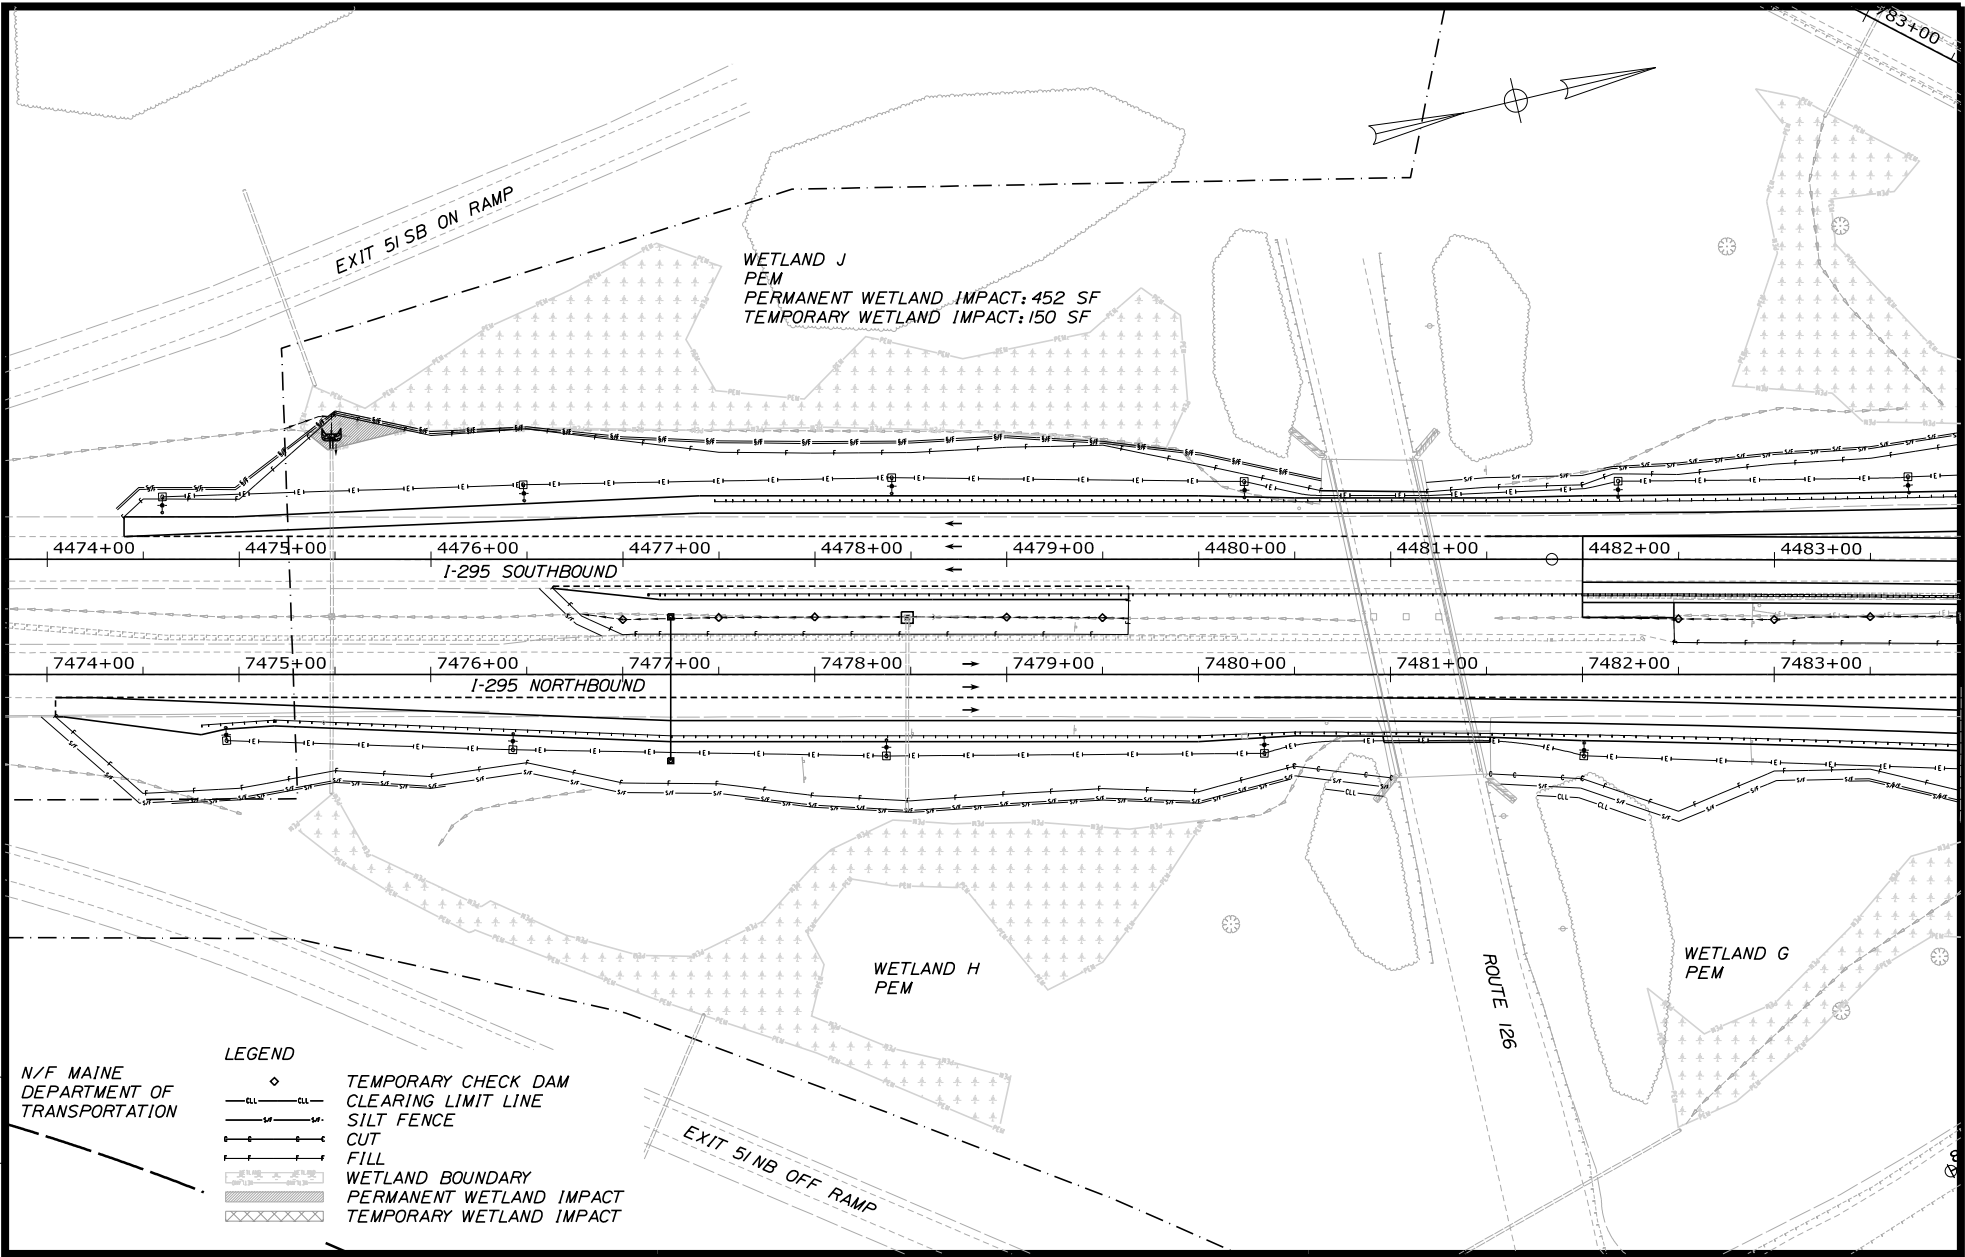 783+00
EXIT 51 SB ON RAMP
WETLAND J
PEM
PERMANENT WETLAND IMPACT: 452 SF
TEMPORARY WETLAND IMPACT: 150 SF
4474+00 4475+00 4476+00 4477+00 4478+00 4479+00 4480+00 4481+00 4482+00 4483+00
I-295 SOUTHBOUND
7474+00 7475+00 7476+00 7477+00 7478+00 7479+00 7480+00 7481+00 7482+00 7483+00
I-295 NORTHBOUND
WETLAND H
PEM
WETLAND G
PEM
ROUTE 126
EXIT 51 NB OFF RAMP
N/F MAINE
DEPARTMENT OF
TRANSPORTATION
LEGEND
TEMPORARY CHECK DAM
CLL CLL CLEARING LIMIT LINE
S/F S/F SILT FENCE
C C C C CUT
F F F F FILL
WETLAND BOUNDARY
PERMANENT WETLAND IMPACT
TEMPORARY WETLAND IMPACT